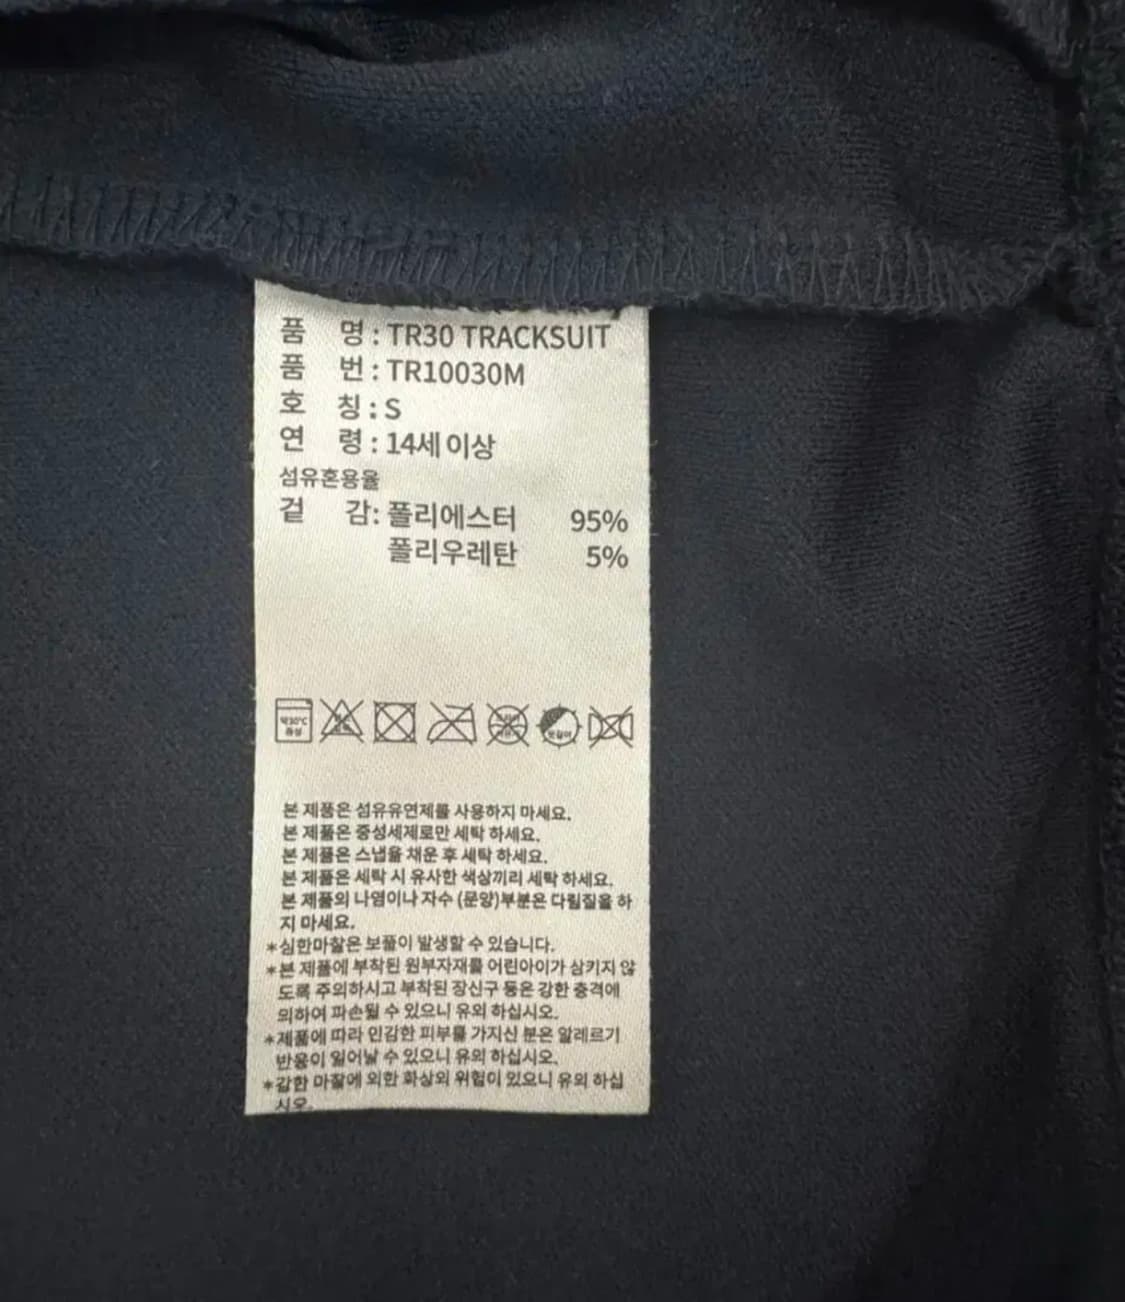 품 명 : TR30 TRACKSUIT
품 번 : TR10030M
호 칭 : S
연 령 : 14세 이상
섬유혼용율
겉 감: 폴리에스터 95%
폴리우레탄 5%
약30°C 중성
옷걸이
본 제품은 섬유유연제를 사용하지 마세요.
본 제품은 중성세제로만 세탁 하세요.
본 제품은 스냅을 채운 후 세탁 하세요.
본 제품은 세탁 시 유사한 색상끼리 세탁 하세요.
본 제품의 나염이나 자수 (문양)부분은 다림질을 하
지 마세요.
*심한마찰은 보풀이 발생할 수 있습니다.
*본 제품에 부착된 원부자재를 어린아이가 삼키지 않
도록 주의하시고 부착된 장신구 등은 강한 충격에
의하여 파손될 수 있으니 유의 하십시오.
*제품에 따라 민감한 피부를 가지신 분은 알레르기
반응이 일어날 수 있으니 유의 하십시오.
*강한 마찰에 의한 화상의 위험이 있으니 유의 하십
시오.